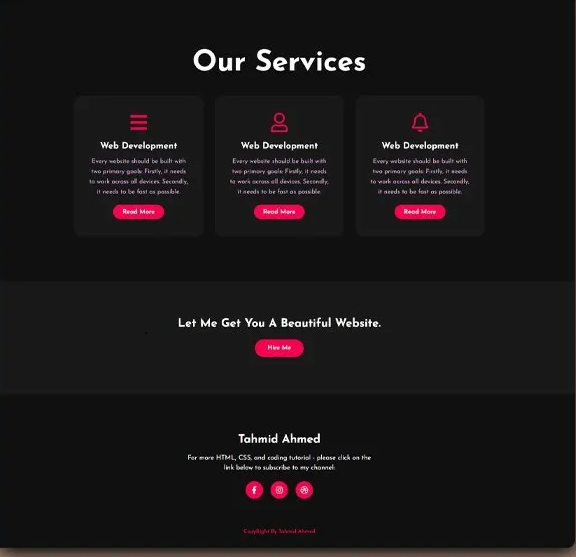 Our Services
Web Development
Every website should be built with
two primary goals: Firstly, it needs
to work across all devices. Secondly,
it needs to be fast as possible.
Read More
Web Development
Every website should be built with
two primary goals: Firstly, it needs
to work across all devices. Secondly,
it needs to be fast as possible.
Read More
Web Development
Every website should be built with
two primary goals: Firstly, it needs
to work across all devices. Secondly,
it needs to be fast as possible.
Read More
Let Me Get You A Beautiful Website.
Hire Me
Tahmid Ahmed
For more HTML, CSS, and coding tutorial - please click on the
link below to subscribe to my channel:
CopyRight By Tahmid Ahmed